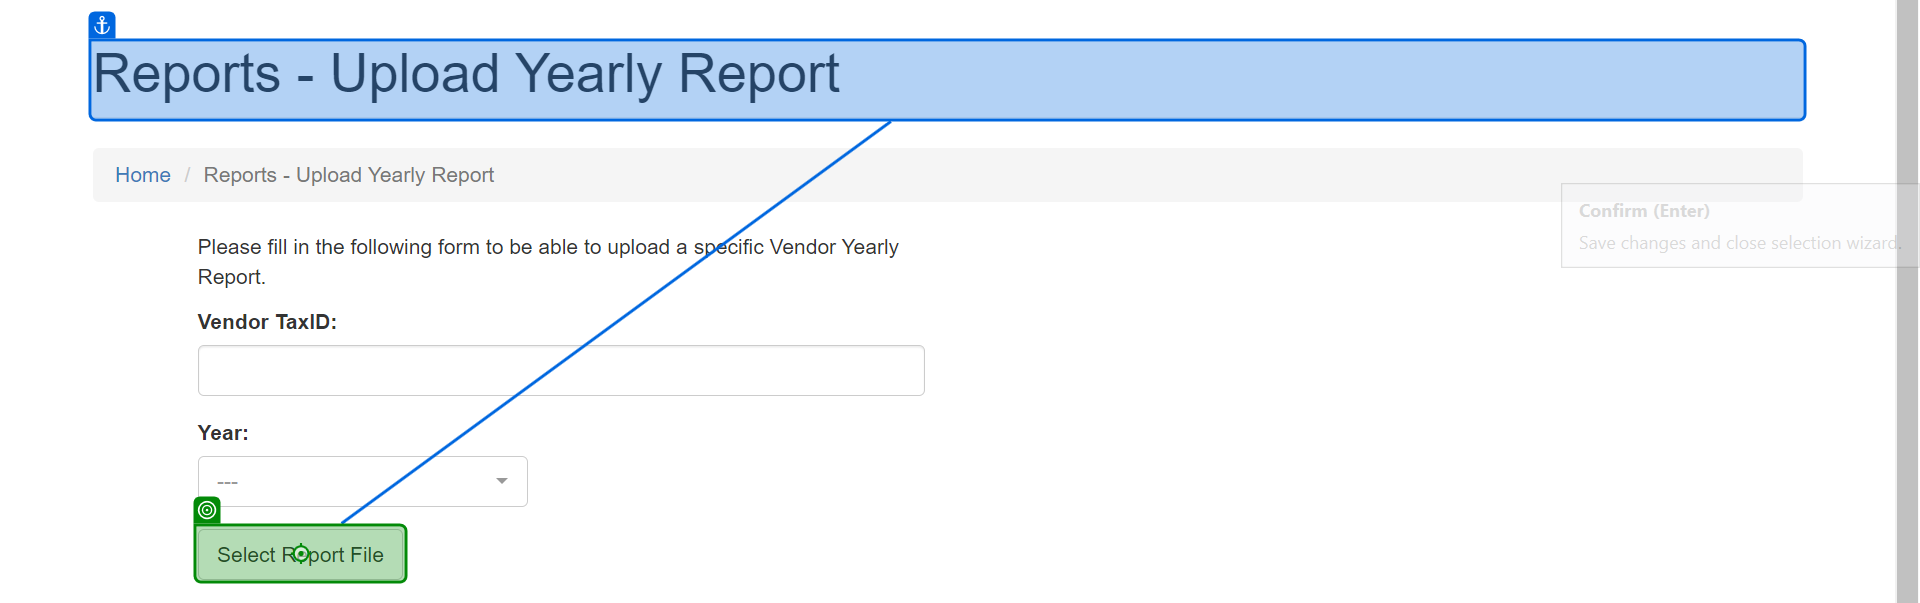 Reports - Upload Yearly Report
Home / Reports - Upload Yearly Report
Confirm (Enter)
Save changes and close selection wizard.
Please fill in the following form to be able to upload a specific Vendor Yearly
Report.
Vendor TaxID:
Year:
---
Select Report File